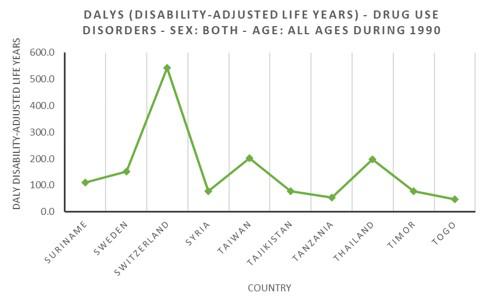 DALYS (DISABILITY-ADJUSTED LIFE YEARS) - DRUG USE
DISORDERS - SEX: BOTH - AGE: ALL AGES DURING 1990
DALY DISABILITY-ADJUSTED LIFE YEARS
600.0
500.0
400.0
300.0
200.0
100.0
0.0
SURINAME
SWEDEN
SWITZERLAND
SYRIA
TAIWAN
TAJIKISTAN
TANZANIA
THAILAND
TIMOR
TOGO
COUNTRY